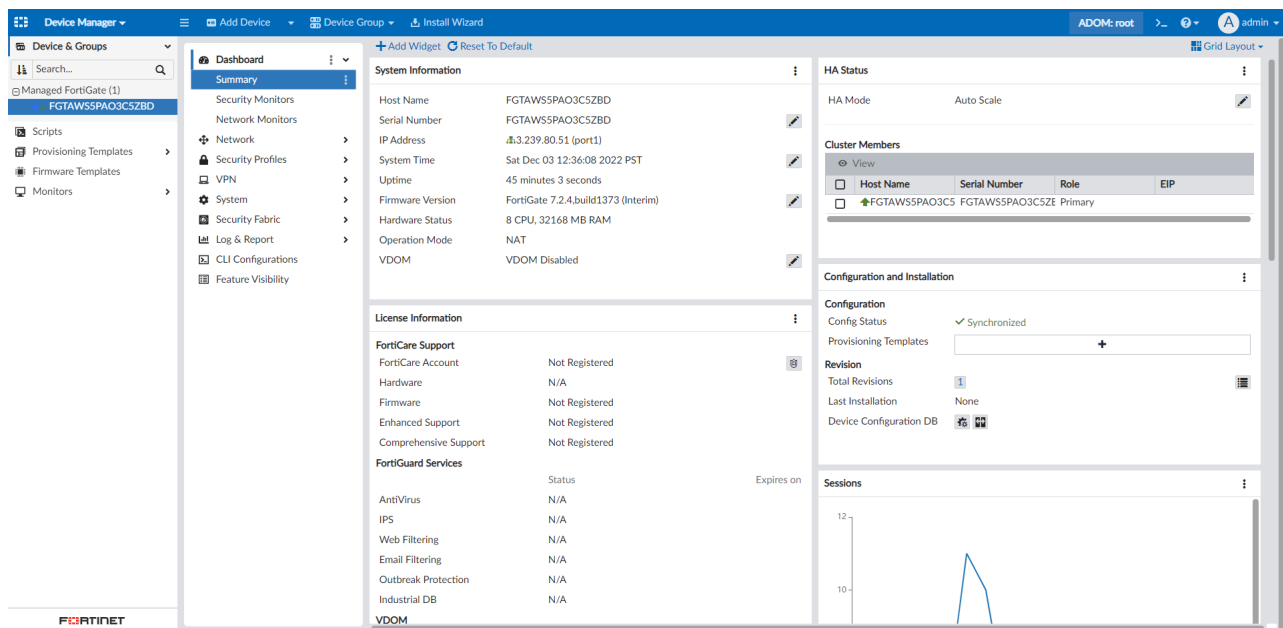 Device Manager
Add Device
Device Group
Install Wizard
ADOM: root
>_
?
A admin
Device & Groups
Search...
Managed FortiGate (1)
FGTAWS5PAO3C5ZBD
Scripts
Provisioning Templates
Firmware Templates
Monitors
FORTINET
Dashboard
Summary
Security Monitors
Network Monitors
Network
Security Profiles
VPN
System
Security Fabric
Log & Report
CLI Configurations
Feature Visibility
Add Widget Reset To Default
Grid Layout
System Information
Host Name FGTAWS5PAO3C5ZBD
Serial Number FGTAWS5PAO3C5ZBD
IP Address 3.239.80.51 (port1)
System Time Sat Dec 03 12:36:08 2022 PST
Uptime 45 minutes 3 seconds
Firmware Version FortiGate 7.2.4,build1373 (Interim)
Hardware Status 8 CPU, 32168 MB RAM
Operation Mode NAT
VDOM VDOM Disabled
License Information
FortiCare Support
FortiCare Account Not Registered
Hardware N/A
Firmware Not Registered
Enhanced Support Not Registered
Comprehensive Support Not Registered
FortiGuard Services
Status Expires on
AntiVirus N/A
IPS N/A
Web Filtering N/A
Email Filtering N/A
Outbreak Protection N/A
Industrial DB N/A
VDOM
HA Status
HA Mode Auto Scale
Cluster Members
View
Host Name Serial Number Role EIP
FGTAWS5PAO3C5 FGTAWS5PAO3C5ZE Primary
Configuration and Installation
Configuration
Config Status Synchronized
Provisioning Templates +
Revision
Total Revisions 1
Last Installation None
Device Configuration DB
Sessions
12
10